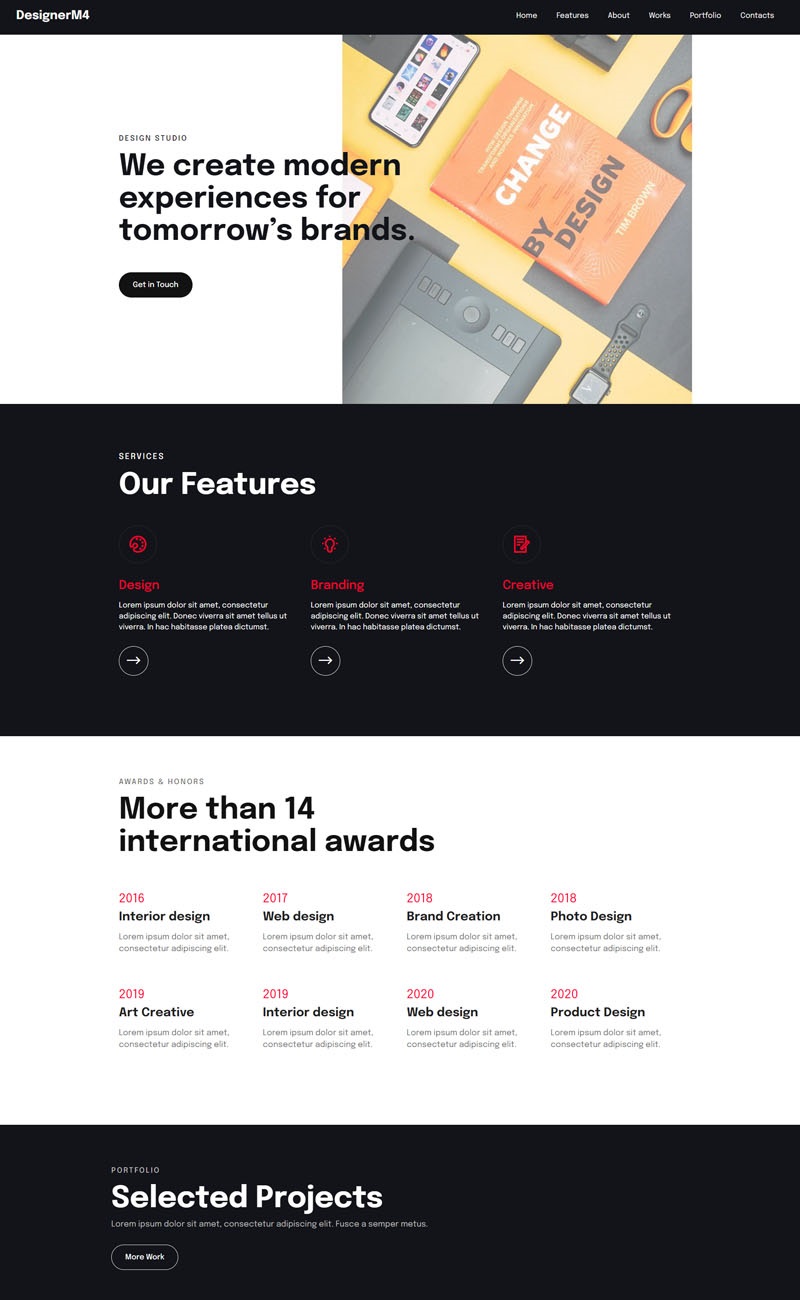 DesignerM4
Home Features About Works Portfolio Contacts
DESIGN STUDIO
We create modern
experiences for
tomorrow’s brands.
Get in Touch
HOW DESIGN THINKING
TRANSFORMS ORGANIZATIONS
AND INSPIRES INNOVATION
CHANGE
BY
DESIGN
TIM BROWN
SERVICES
Our Features
Design
Lorem ipsum dolor sit amet, consectetur
adipiscing elit. Donec viverra sit amet tellus ut
viverra. In hac habitasse platea dictumst.
Branding
Lorem ipsum dolor sit amet, consectetur
adipiscing elit. Donec viverra sit amet tellus ut
viverra. In hac habitasse platea dictumst.
Creative
Lorem ipsum dolor sit amet, consectetur
adipiscing elit. Donec viverra sit amet tellus ut
viverra. In hac habitasse platea dictumst.
AWARDS & HONORS
More than 14
international awards
2016
Interior design
Lorem ipsum dolor sit amet,
consectetur adipiscing elit.
2017
Web design
Lorem ipsum dolor sit amet,
consectetur adipiscing elit.
2018
Brand Creation
Lorem ipsum dolor sit amet,
consectetur adipiscing elit.
2018
Photo Design
Lorem ipsum dolor sit amet,
consectetur adipiscing elit.
2019
Art Creative
Lorem ipsum dolor sit amet,
consectetur adipiscing elit.
2019
Interior design
Lorem ipsum dolor sit amet,
consectetur adipiscing elit.
2020
Web design
Lorem ipsum dolor sit amet,
consectetur adipiscing elit.
2020
Product Design
Lorem ipsum dolor sit amet,
consectetur adipiscing elit.
PORTFOLIO
Selected Projects
Lorem ipsum dolor sit amet, consectetur adipiscing elit. Fusce a semper metus.
More Work